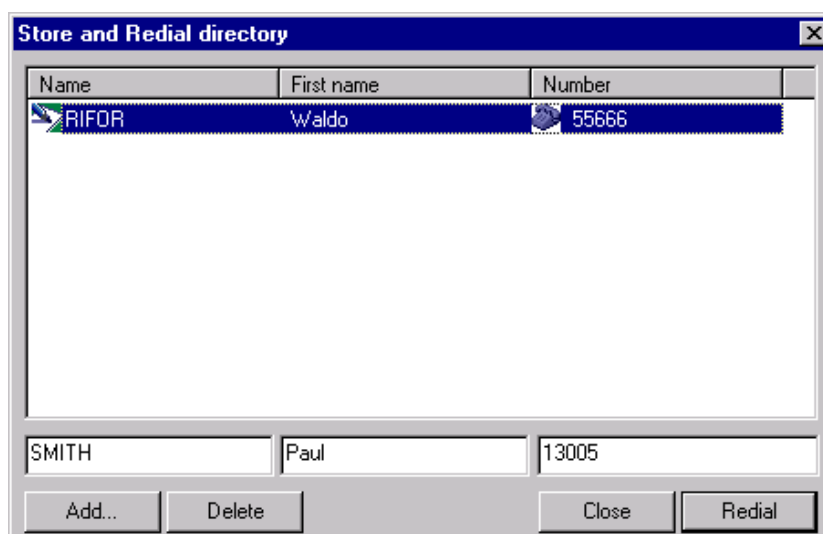 Store and Redial directory
Name First name Number
RIFOR Waldo 55666
SMITH Paul 13005
Add... Delete Close Redial